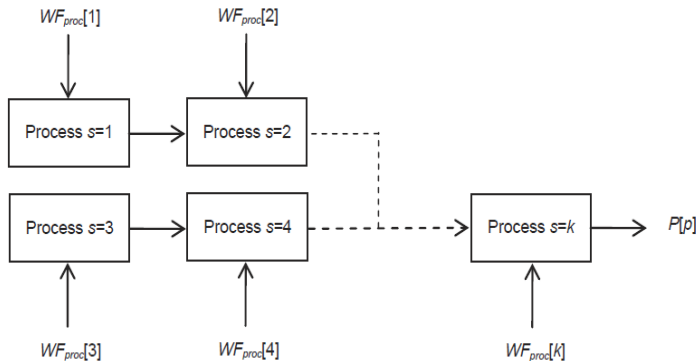 WFproc[1]
WFproc[2]
Process s=1
Process s=2
Process s=3
Process s=4
Process s=k
P[p]
WFproc[3]
WFproc[4]
WFproc[k]